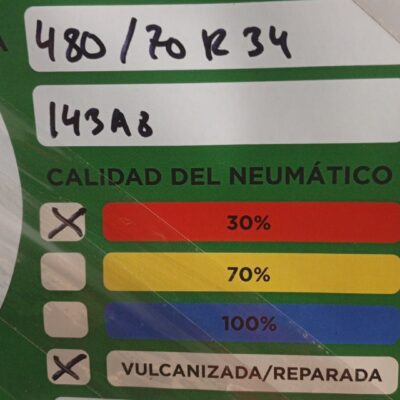 480/70 R 34
143A8
CALIDAD DEL NEUMÁTICO
30%
70%
100%
VULCANIZADA/REPARADA